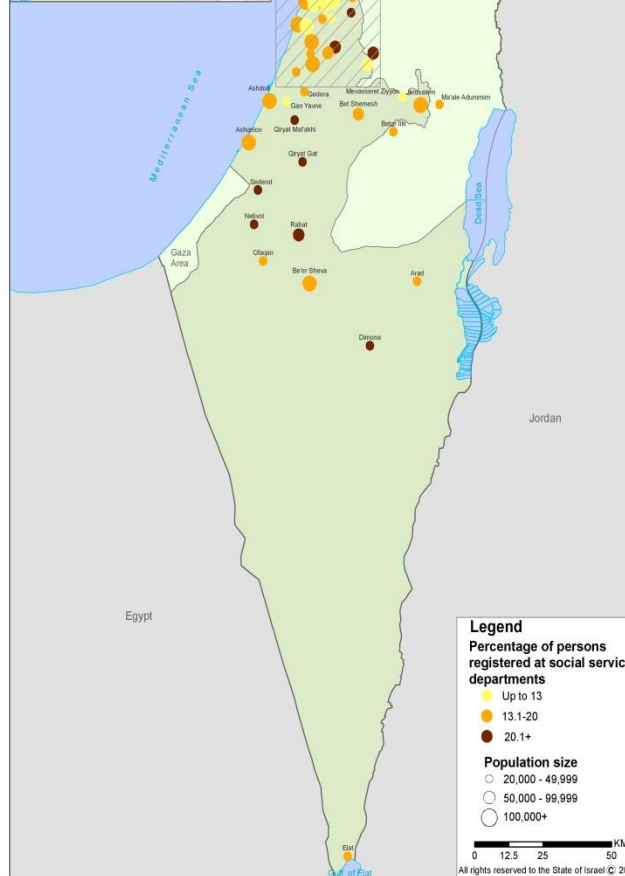 Mediterranean Sea
Ashdod
Gedera
Gan Yavne
Mevasseret Ziyyon
Jerusalem
Ma'ale Adummim
Bet Shemesh
Betar Illit
Qiryat Mal'akhi
Ashqelon
Qiryat Gat
Sederot
Netivot
Rahat
Dead Sea
Gaza
Area
Ofaqim
Be'er Sheva
Arad
Dimona
Jordan
Egypt
Elat
Gulf of Elat
Legend
Percentage of persons
registered at social servic
departments
Up to 13
13.1-20
20.1+
Population size
20,000 - 49,999
50,000 - 99,999
100,000+
KM
0 12.5 25 50
All rights reserved to the State of Israel © 20